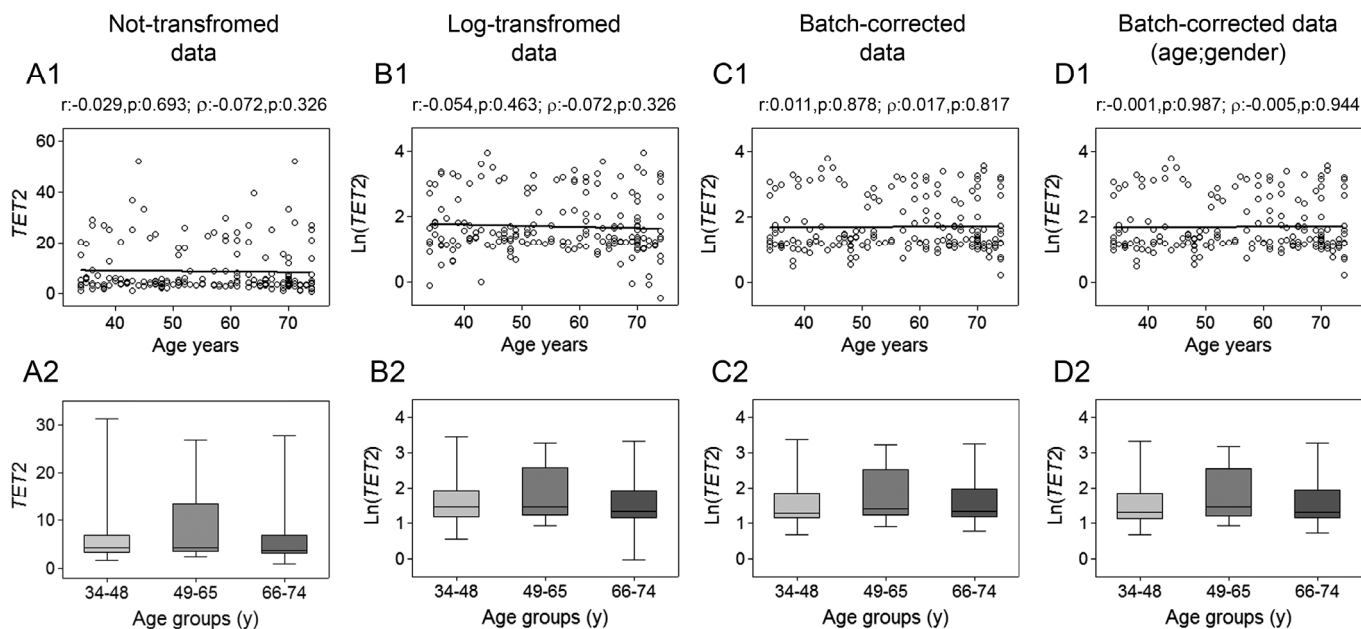 Not-transfromed
data
Log-transformed
data
Batch-corrected
data
Batch-corrected data
(age;gender)
A1
B1
C1
D1
r:-0.029,p:0.693; ρ:-0.072,p:0.326
r:-0.054,p:0.463; ρ:-0.072,p:0.326
r:0.011,p:0.878; ρ:0.017,p:0.817
r:-0.001,p:0.987; ρ:-0.005,p:0.944
TET2
60
40
20
0
40 50 60 70
Age years
Ln(TET2)
4
2
0
40 50 60 70
Age years
Ln(TET2)
4
2
0
40 50 60 70
Age years
Ln(TET2)
4
2
0
40 50 60 70
Age years
A2
B2
C2
D2
TET2
30
20
10
0
34-48 49-65 66-74
Age groups (y)
Ln(TET2)
4
3
2
1
0
34-48 49-65 66-74
Age groups (y)
Ln(TET2)
4
3
2
1
0
34-48 49-65 66-74
Age groups (y)
Ln(TET2)
4
3
2
1
0
34-48 49-65 66-74
Age groups (y)